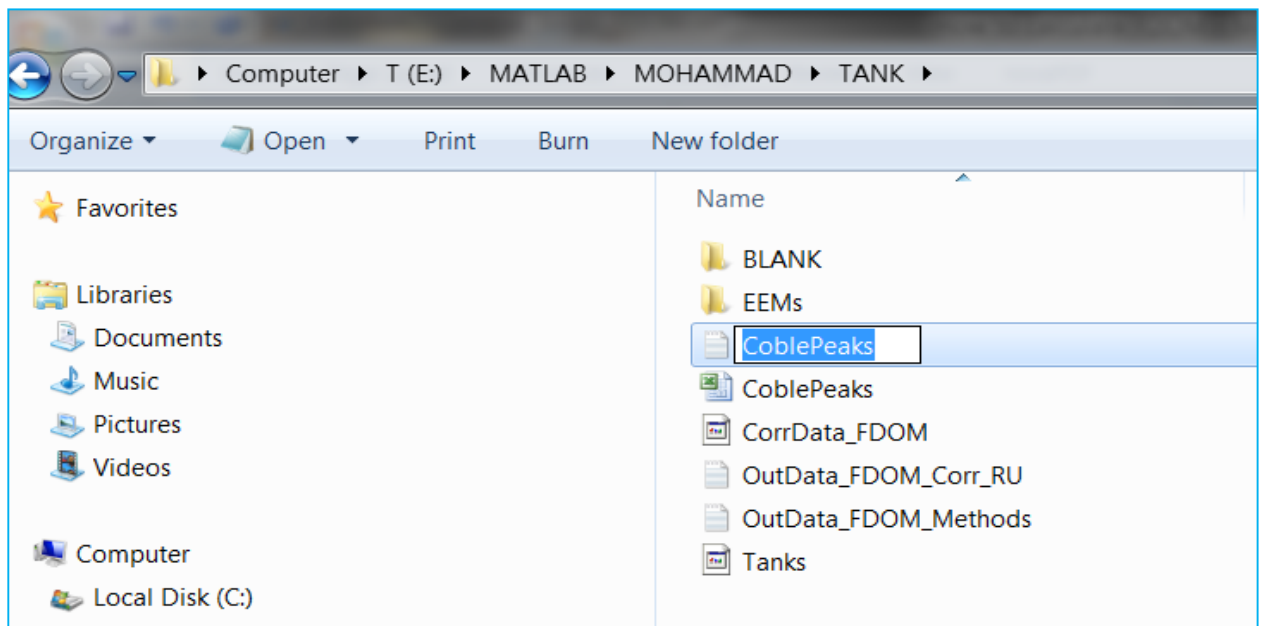 Computer T (E:) MATLAB MOHAMMAD TANK
Organize Open Print Burn New folder
Favorites
Libraries
Documents
Music
Pictures
Videos
Computer
Local Disk (C:)
Name
BLANK
EEMs
CoblePeaks
CoblePeaks
CorrData_FDOM
OutData_FDOM_Corr_RU
OutData_FDOM_Methods
Tanks